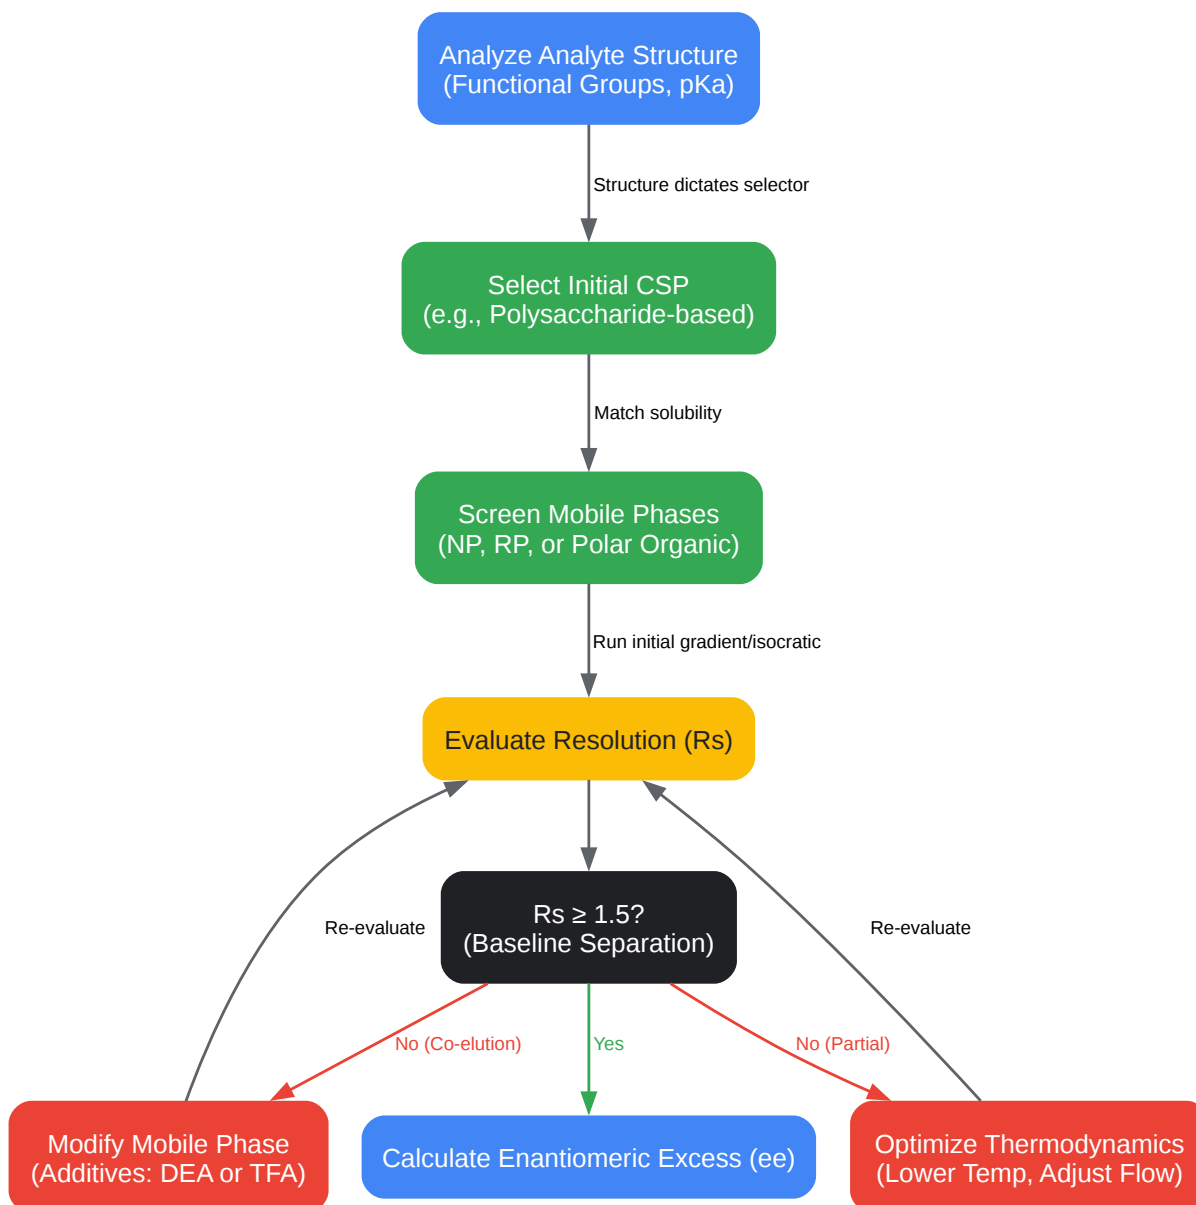 Analyze Analyte Structure
(Functional Groups, pKa)
Structure dictates selector
Select Initial CSP
(e.g., Polysaccharide-based)
Match solubility
Screen Mobile Phases
(NP, RP, or Polar Organic)
Run initial gradient/isocratic
Evaluate Resolution (Rs)
Rs ≥ 1.5?
(Baseline Separation)
Re-evaluate
Re-evaluate
No (Co-elution)
Yes
No (Partial)
Modify Mobile Phase
(Additives: DEA or TFA)
Calculate Enantiomeric Excess (ee)
Optimize Thermodynamics
(Lower Temp, Adjust Flow)